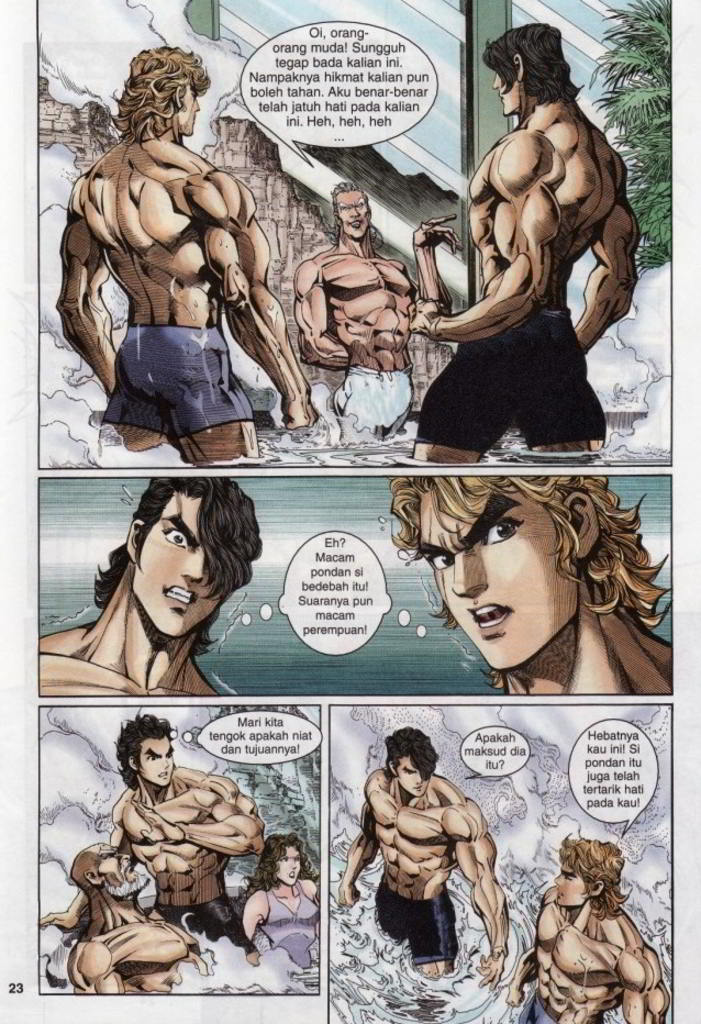 Oi, orang-
orang muda! Sungguh
tegap bada kalian ini.
Nampaknya hikmat kalian pun
boleh tahan. Aku benar-benar
telah jatuh hati pada kalian
ini. Heh, heh, heh
...
Eh?
Macam
pondan si
bedebah itu!
Suaranya pun
macam
perempuan!
Mari kita
tengok apakah niat
dan tujuannya!
Apakah
maksud dia
itu?
Hebatnya
kau ini! Si
pondan itu
juga telah
tertarik hati
pada kau!
23